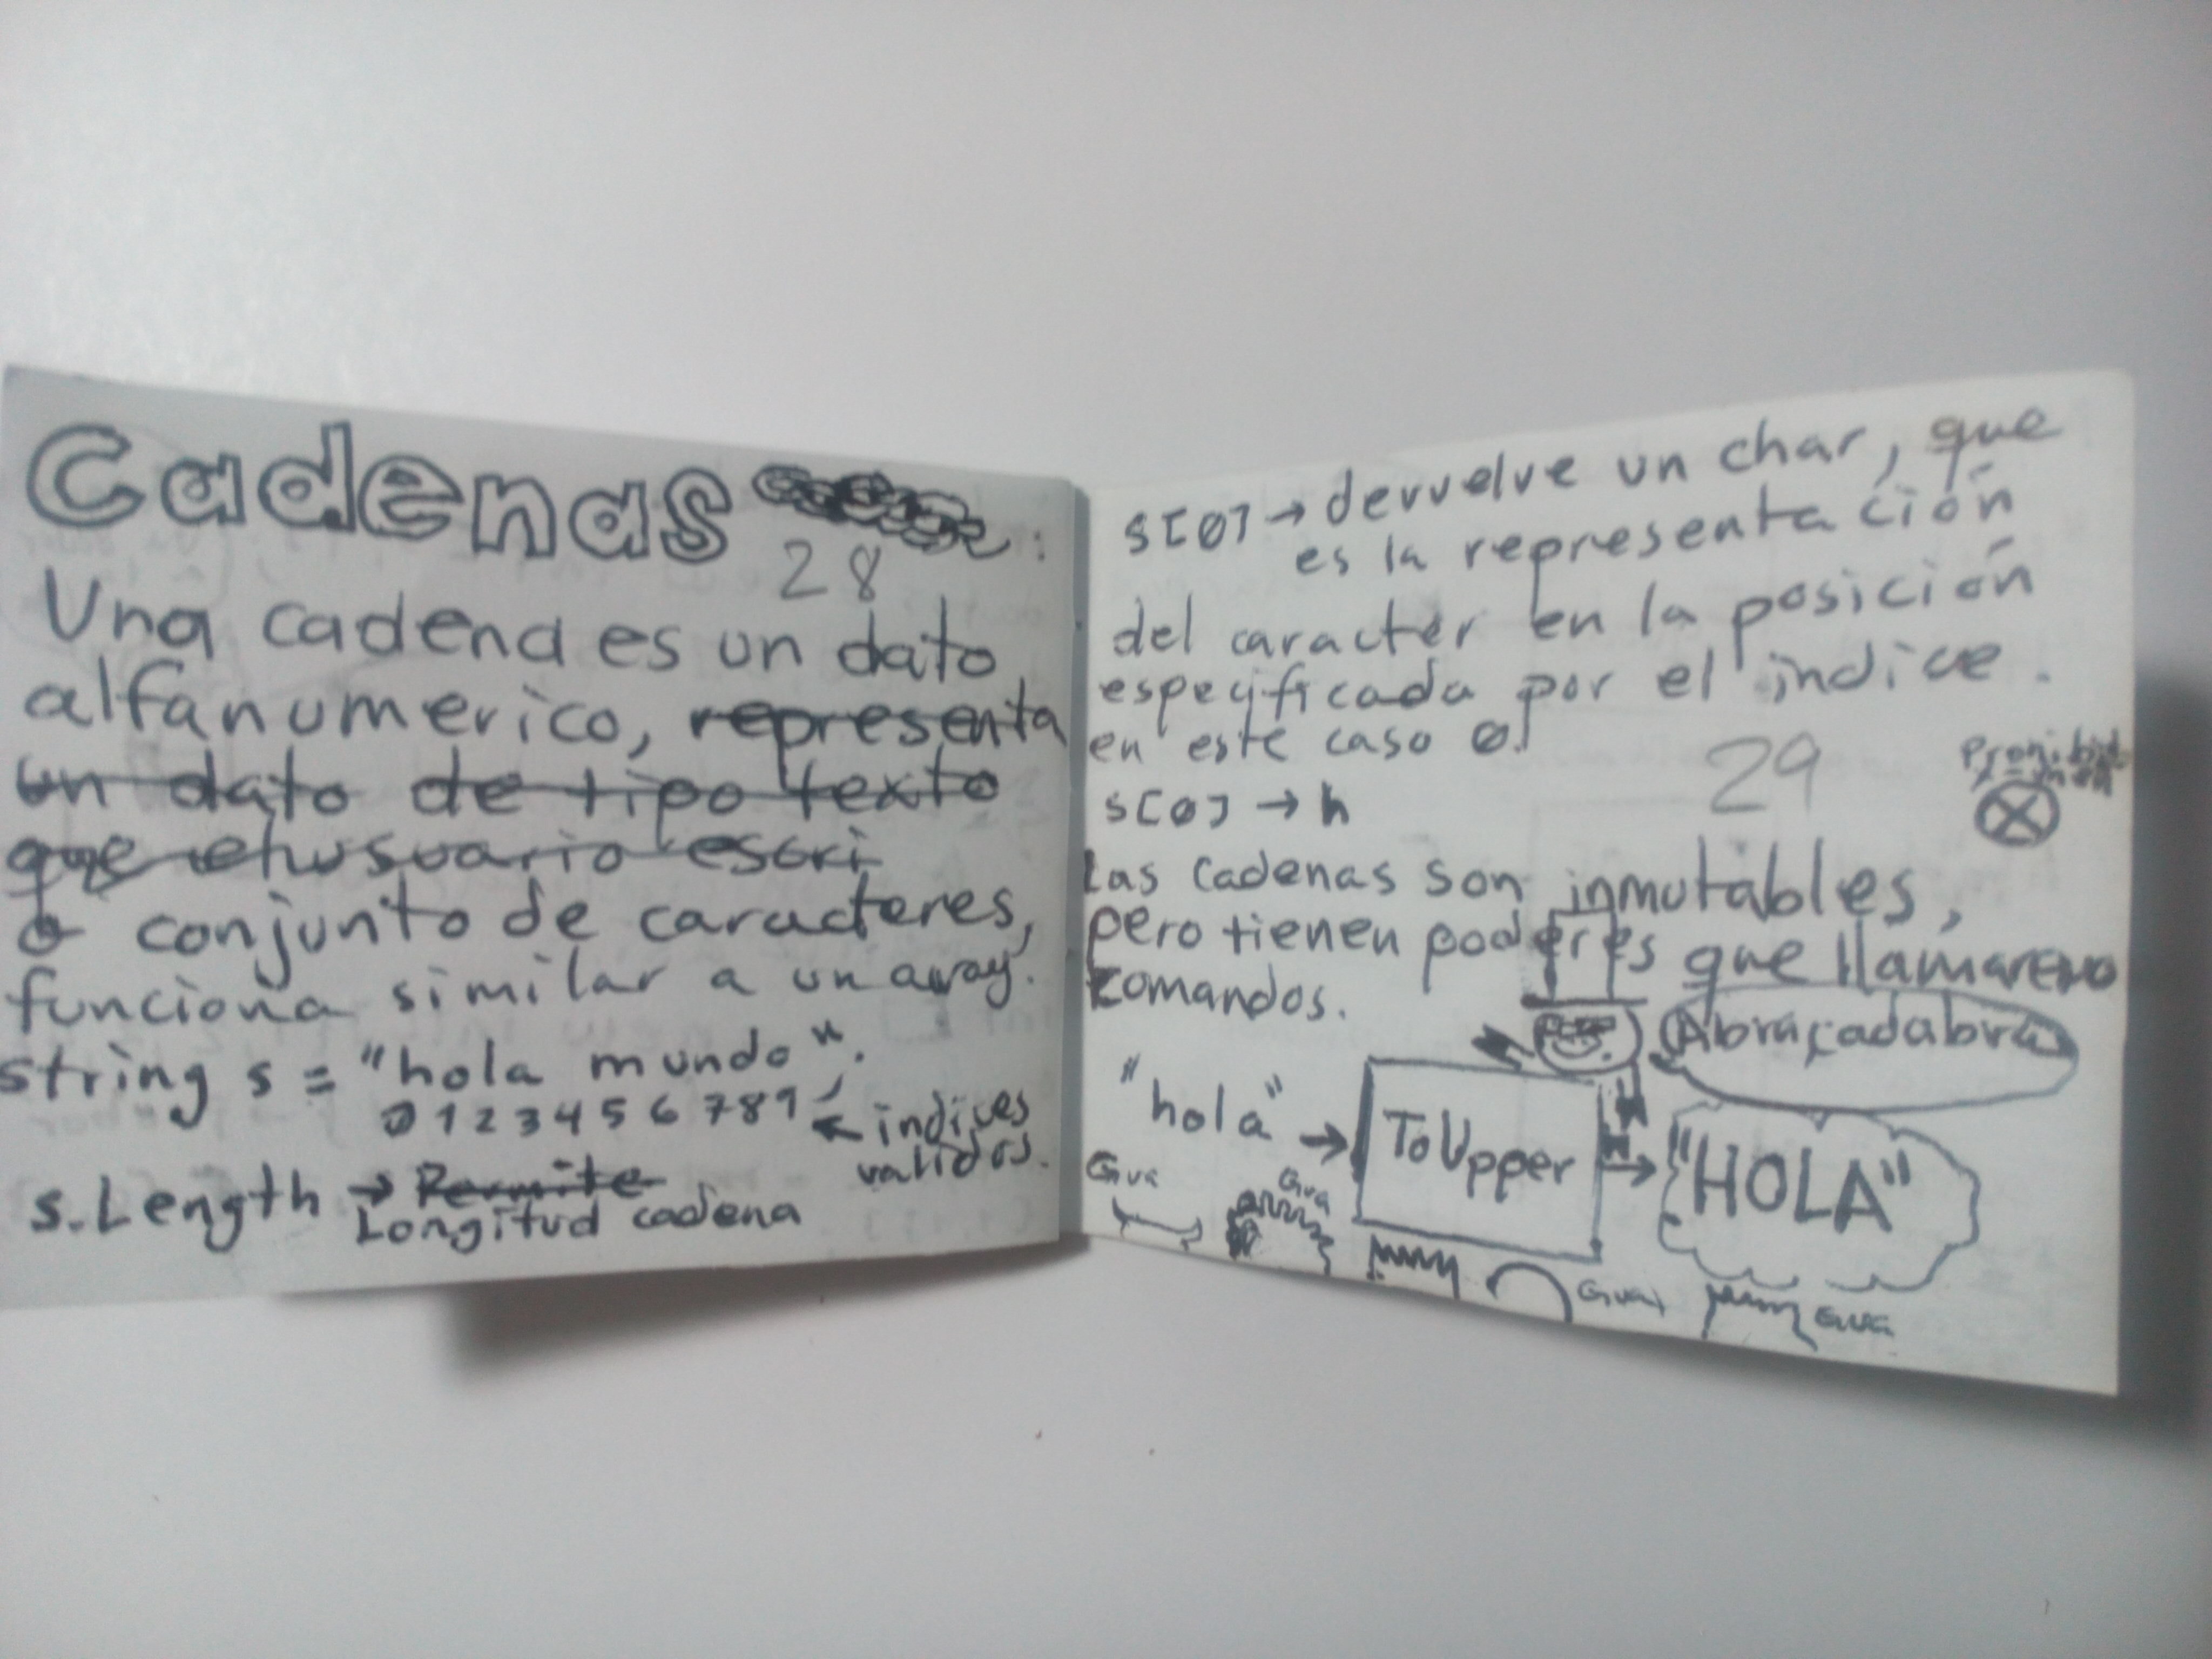 Cadenas :
28
Una cadena es un dato
alfanumerico, representa
un dato de tipo texto
que el usuario escri
o conjunto de caracteres,
funciona similar a un array.
string s = "hola mundo".
0 1 2 3 4 5 6 7 8 9 ← indices
validos.
s.Length → Permite
Longitud cadena
s[0] → devuelve un char, que
es la representación
del caracter en la posición
especificada por el indice.
en este caso 0.
29
Prohibid
s[0] → h
Las cadenas son inmutables,
pero tienen poderes que llamaremo
comandos.
Abracadabra
"hola" → ToUpper → "HOLA"
Gua
Gua
Gua
Gua